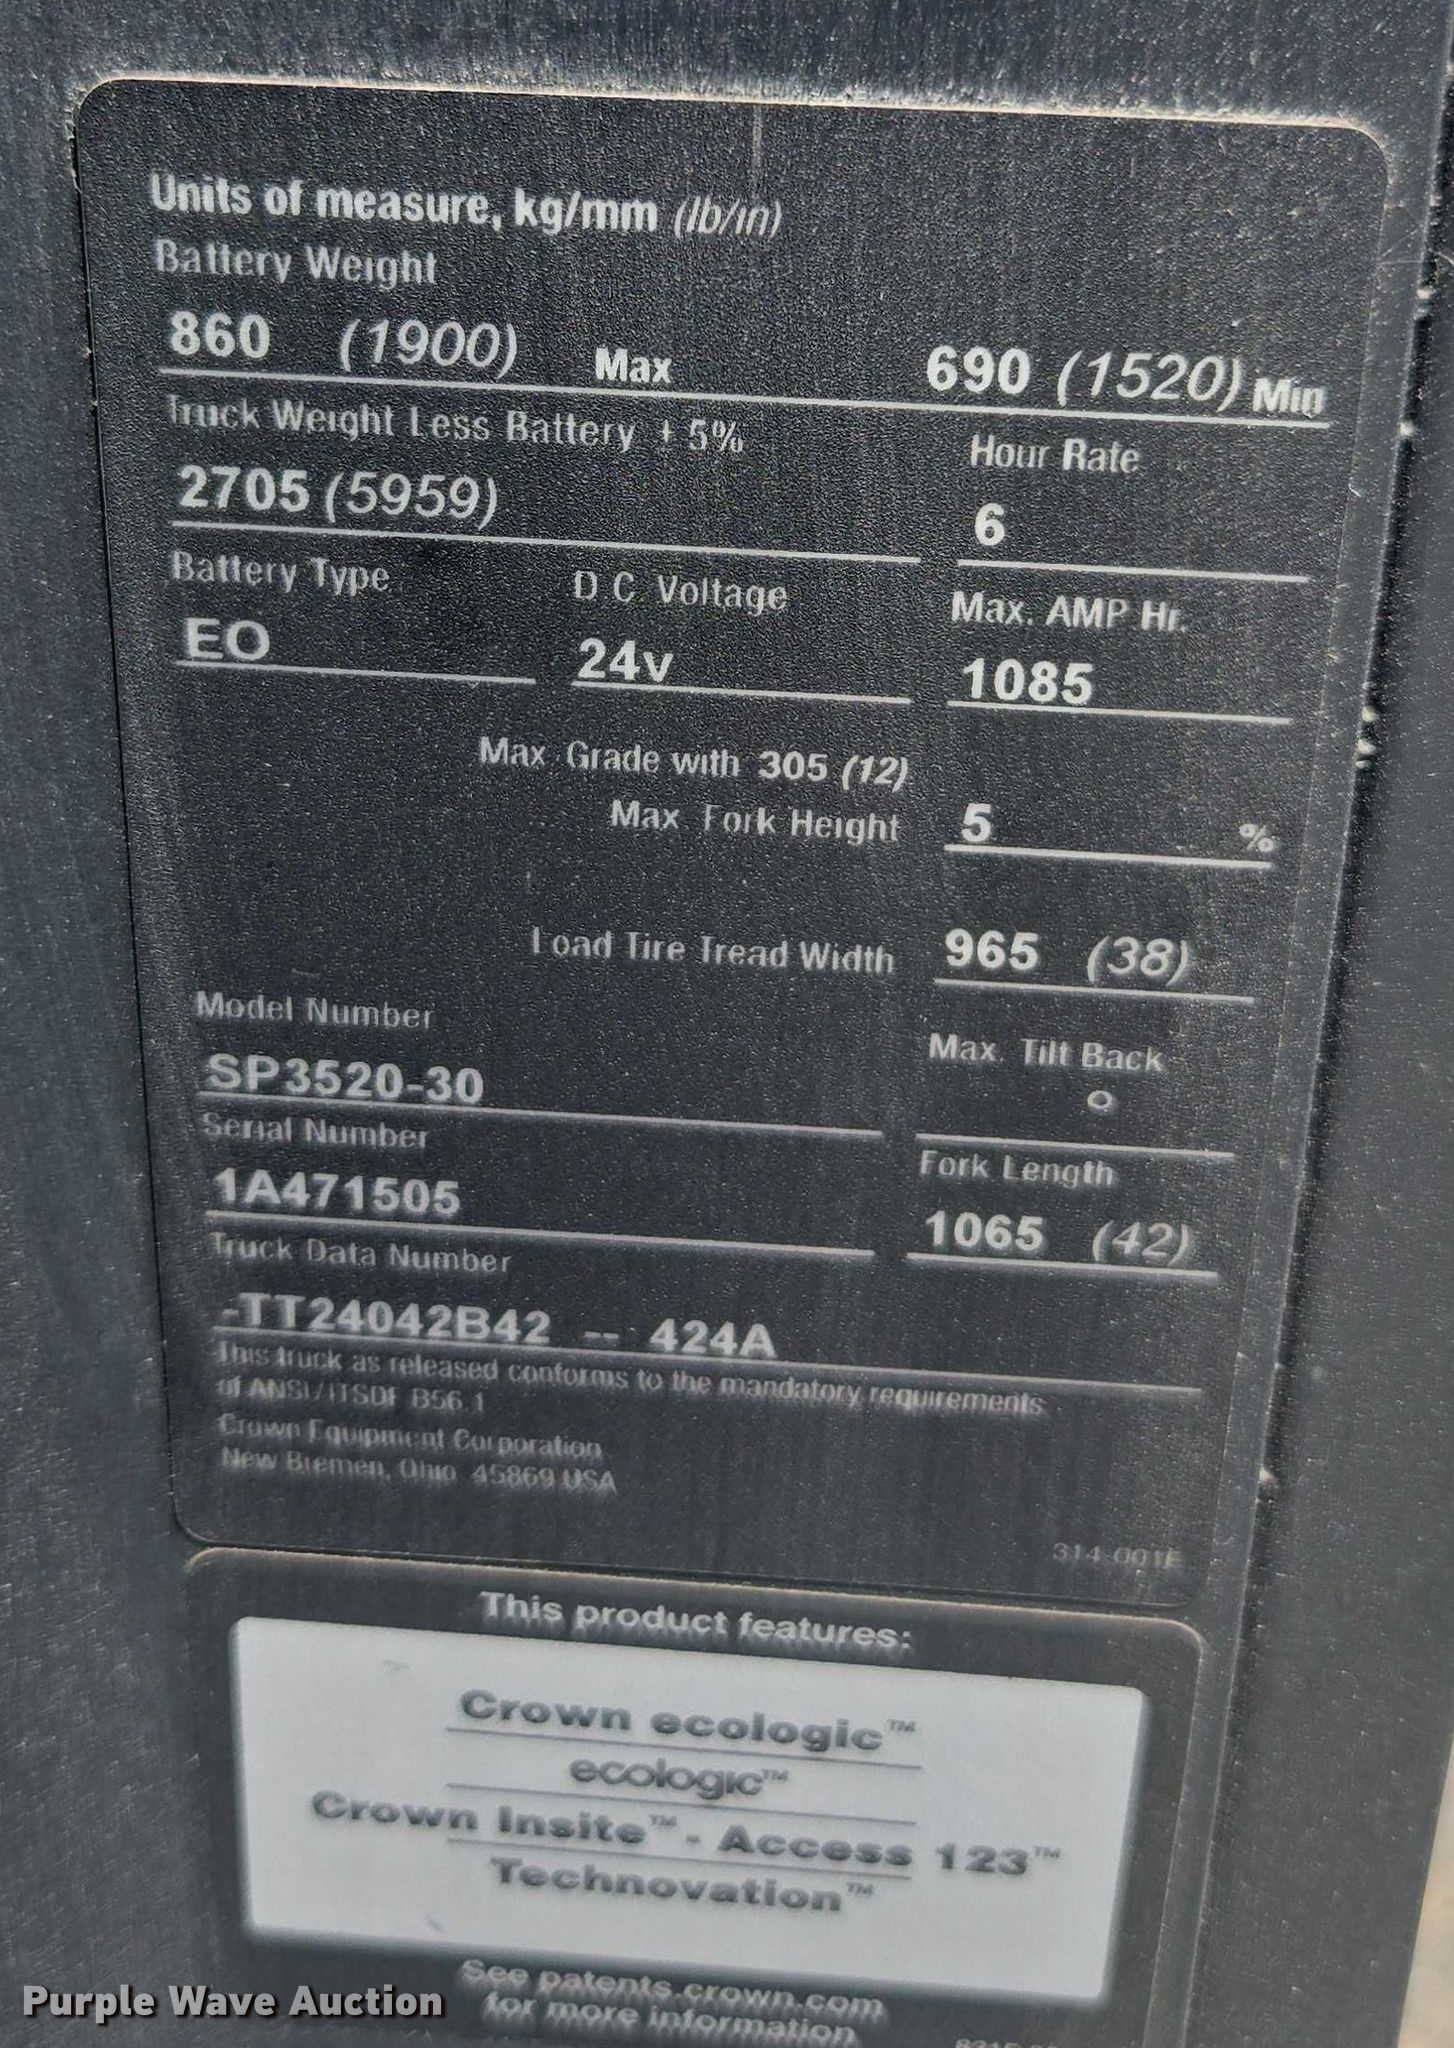 Units of measure, kg/mm (lb/in)
Battery Weight
860 (1900) Max 690 (1520) Min
Truck Weight Less Battery ± 5% Hour Rate
2705 (5959) 6
Battery Type D.C. Voltage Max. AMP Hr.
EO 24v 1085
Max. Grade with 305 (12)
Max. Fork Height 5 %
Load Tire Tread Width 965 (38)
Model Number Max. Tilt Back
SP3520-30 °
Serial Number Fork Length
1A471505 1065 (42)
Truck Data Number
-TT24042B42 -- 424A
This truck as released conforms to the mandatory requirements
of ANSI/ITSDF B56.1
Crown Equipment Corporation
New Bremen, Ohio 45869 USA
314-001F
This product features:
Crown ecologic™
ecologic™
Crown Insite™ - Access 123™
Technovation™
See patents.crown.com
for more information
Purple Wave Auction